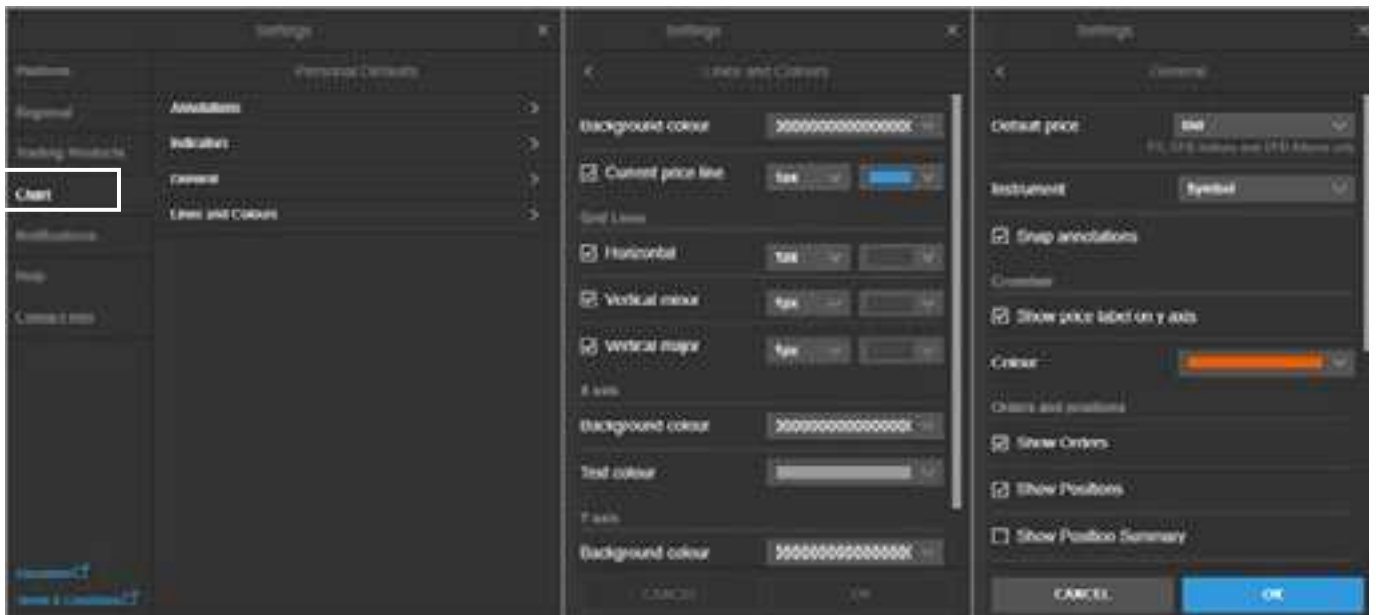 Settings
Platform
Regional
Trading Products
Chart
Notifications
Help
Contact Info
Personal Defaults
Annotations
Indicators
General
Lines and Colours
Settings
Lines and Colours
Background colour
Current price line
1px
Grid Lines
Horizontal
1px
Vertical minor
1px
Vertical major
1px
X axis
Background colour
Text colour
Y axis
Background colour
CANCEL
OK
Settings
General
Default price
Bid
Instrument
Symbol
Snap annotations
Crosshair
Show price label on y axis
Colour
Orders and positions
Show Orders
Show Positions
Show Position Summary
CANCEL
OK